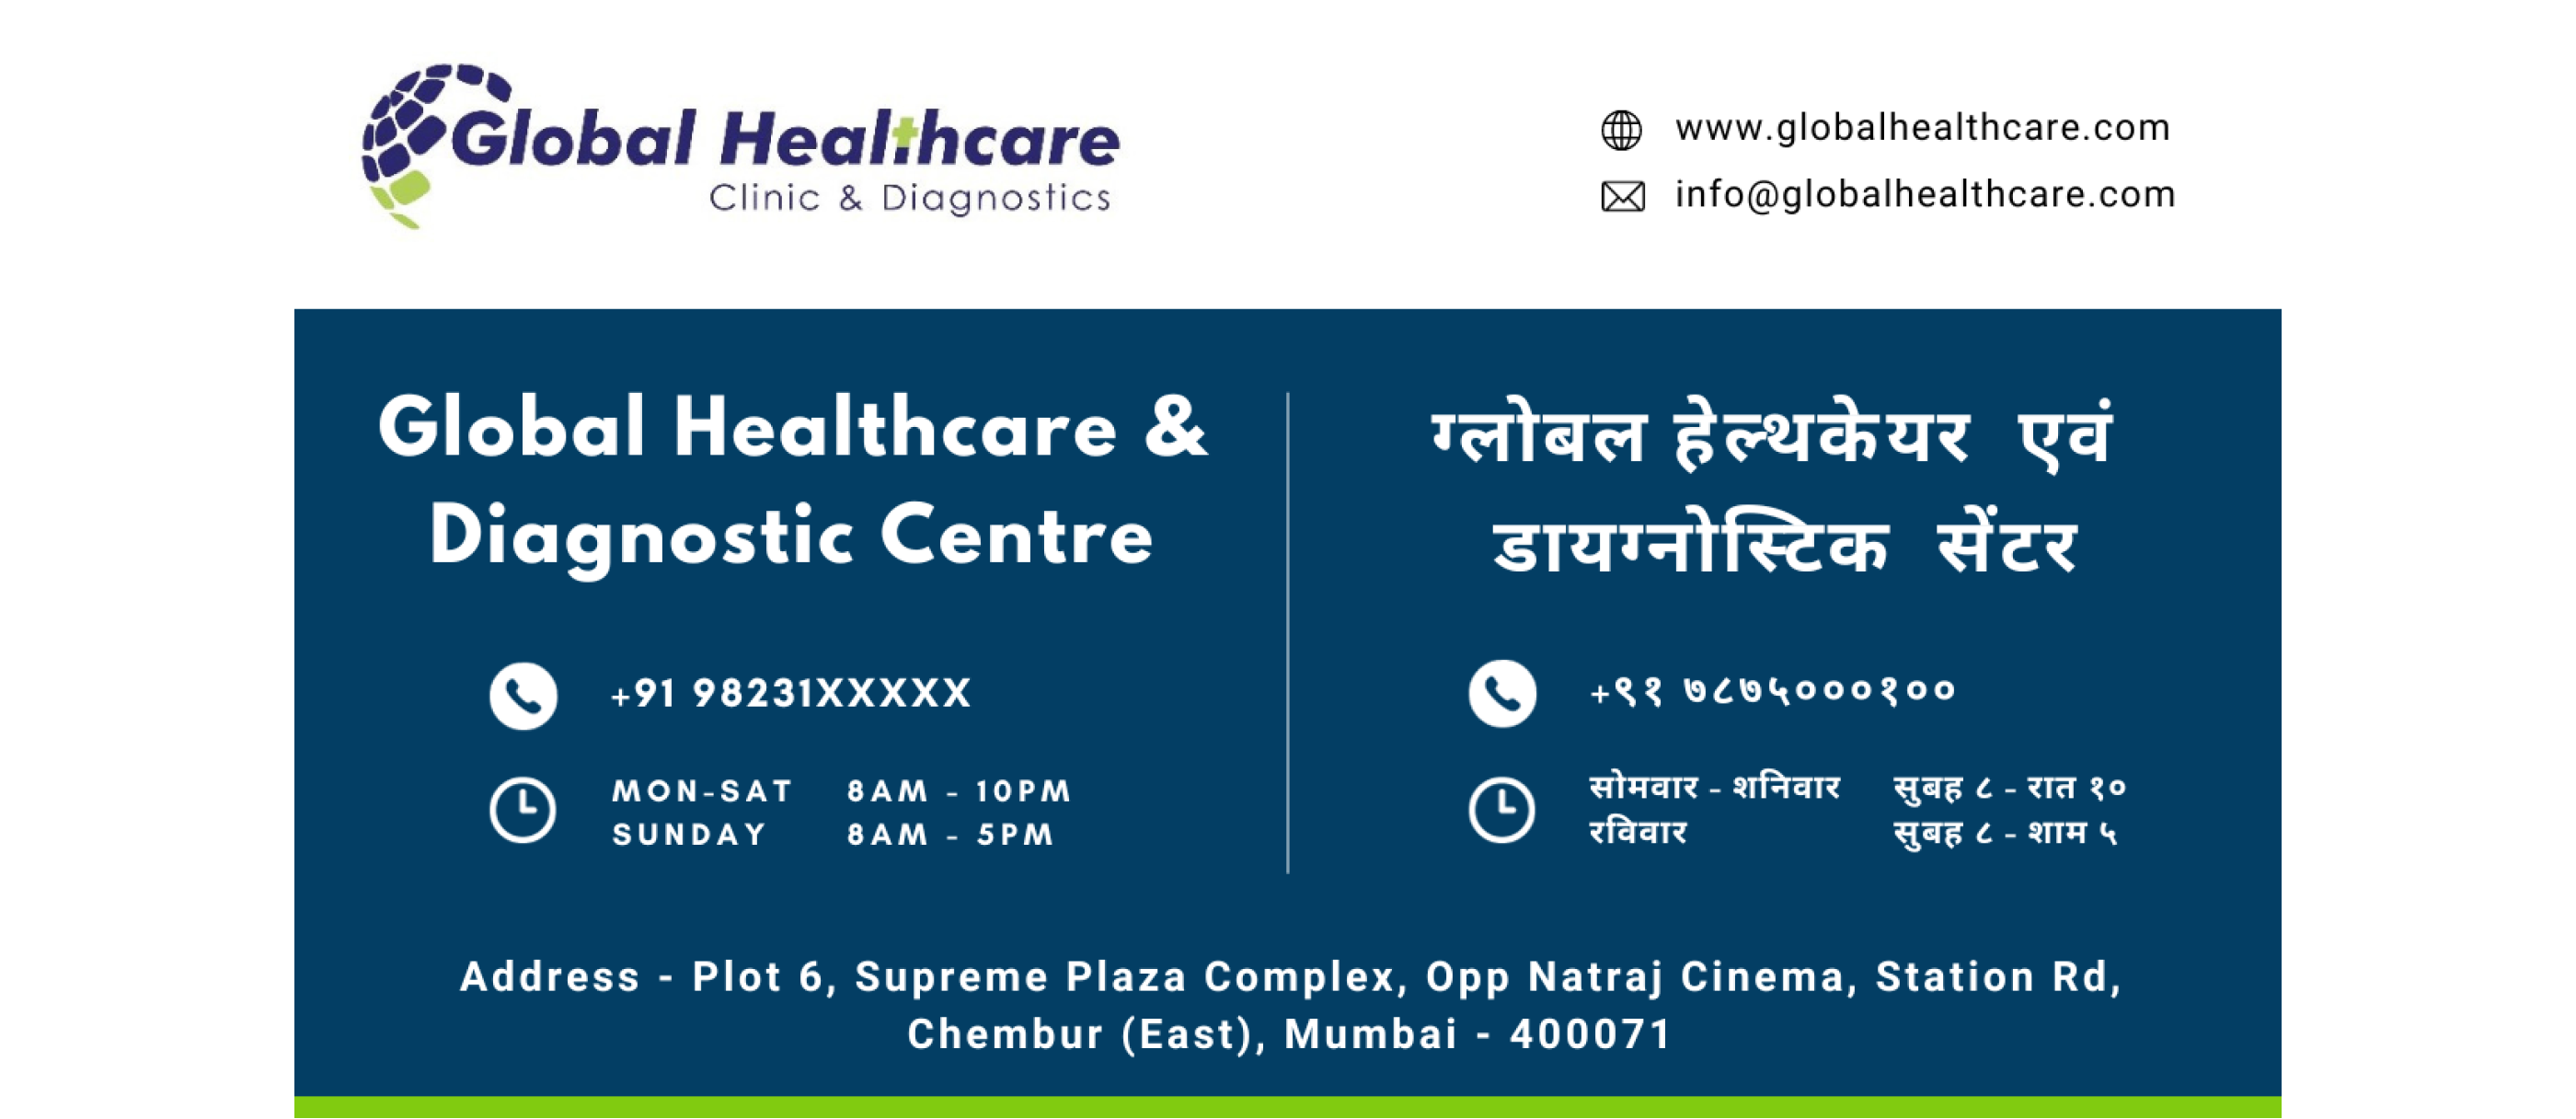 Global Healthcare
Clinic & Diagnostics
www.globalhealthcare.com
info@globalhealthcare.com
Global Healthcare &
Diagnostic Centre
+91 98231XXXXX
MON-SAT 8AM - 10PM
SUNDAY 8AM - 5PM
ग्लोबल हेल्थकेयर एवं
डायग्नोस्टिक सेंटर
+९१ ७८७५०००१००
सोमवार - शनिवार सुबह ८ - रात १०
रविवार सुबह ८ - शाम ५
Address - Plot 6, Supreme Plaza Complex, Opp Natraj Cinema, Station Rd,
Chembur (East), Mumbai - 400071